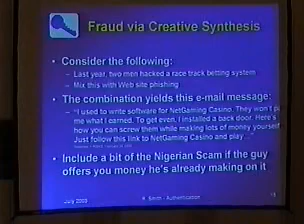 Fraud via Creative Synthesis
• Consider the following:
– Last year, two men hacked a race track betting system
– Mix this with Web site phishing
• The combination yields this e-mail message:
– "I used to write software for NetGaming Casino. They won't pay
me what I earned. To get even, I installed a back door. Here's
how you can screw them while making lots of money yourself.
Just follow this link to NetGaming Casino and play…."
• Include a bit of the Nigerian Scam if the guy
offers you money he's already making on it
July 2003
R. Smith - Authentication